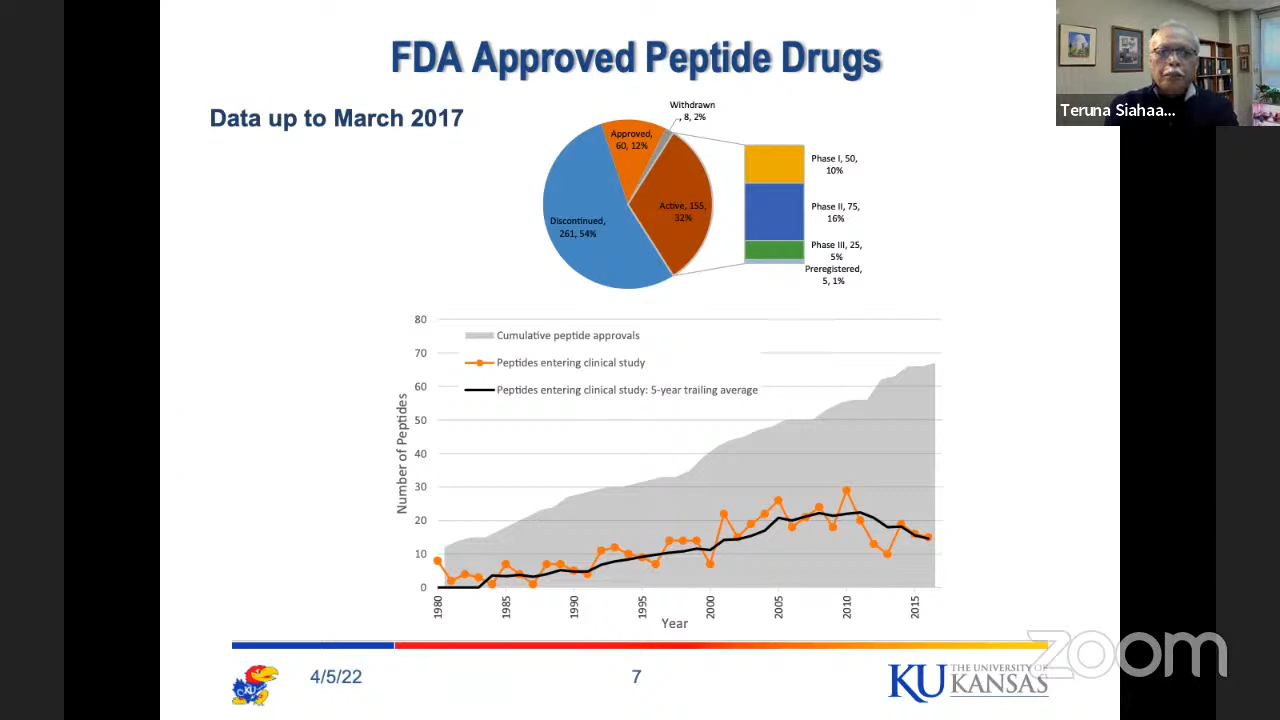 FDA Approved Peptide Drugs
Teruna Siahaa...
Data up to March 2017
Withdrawn
, 8, 2%
Approved,
60, 12%
Active, 155,
32%
Discontinued,
261, 54%
Phase I, 50,
10%
Phase II, 75,
16%
Phase III, 25,
5%
Preregistered,
5, 1%
Number of Peptides
80
70
60
50
40
30
20
10
0
Cumulative peptide approvals
Peptides entering clinical study
Peptides entering clinical study: 5-year trailing average
1980
1985
1990
1995
2000
2005
2010
2015
Year
KU
4/5/22
7
KU THE UNIVERSITY OF
KANSAS
zoom